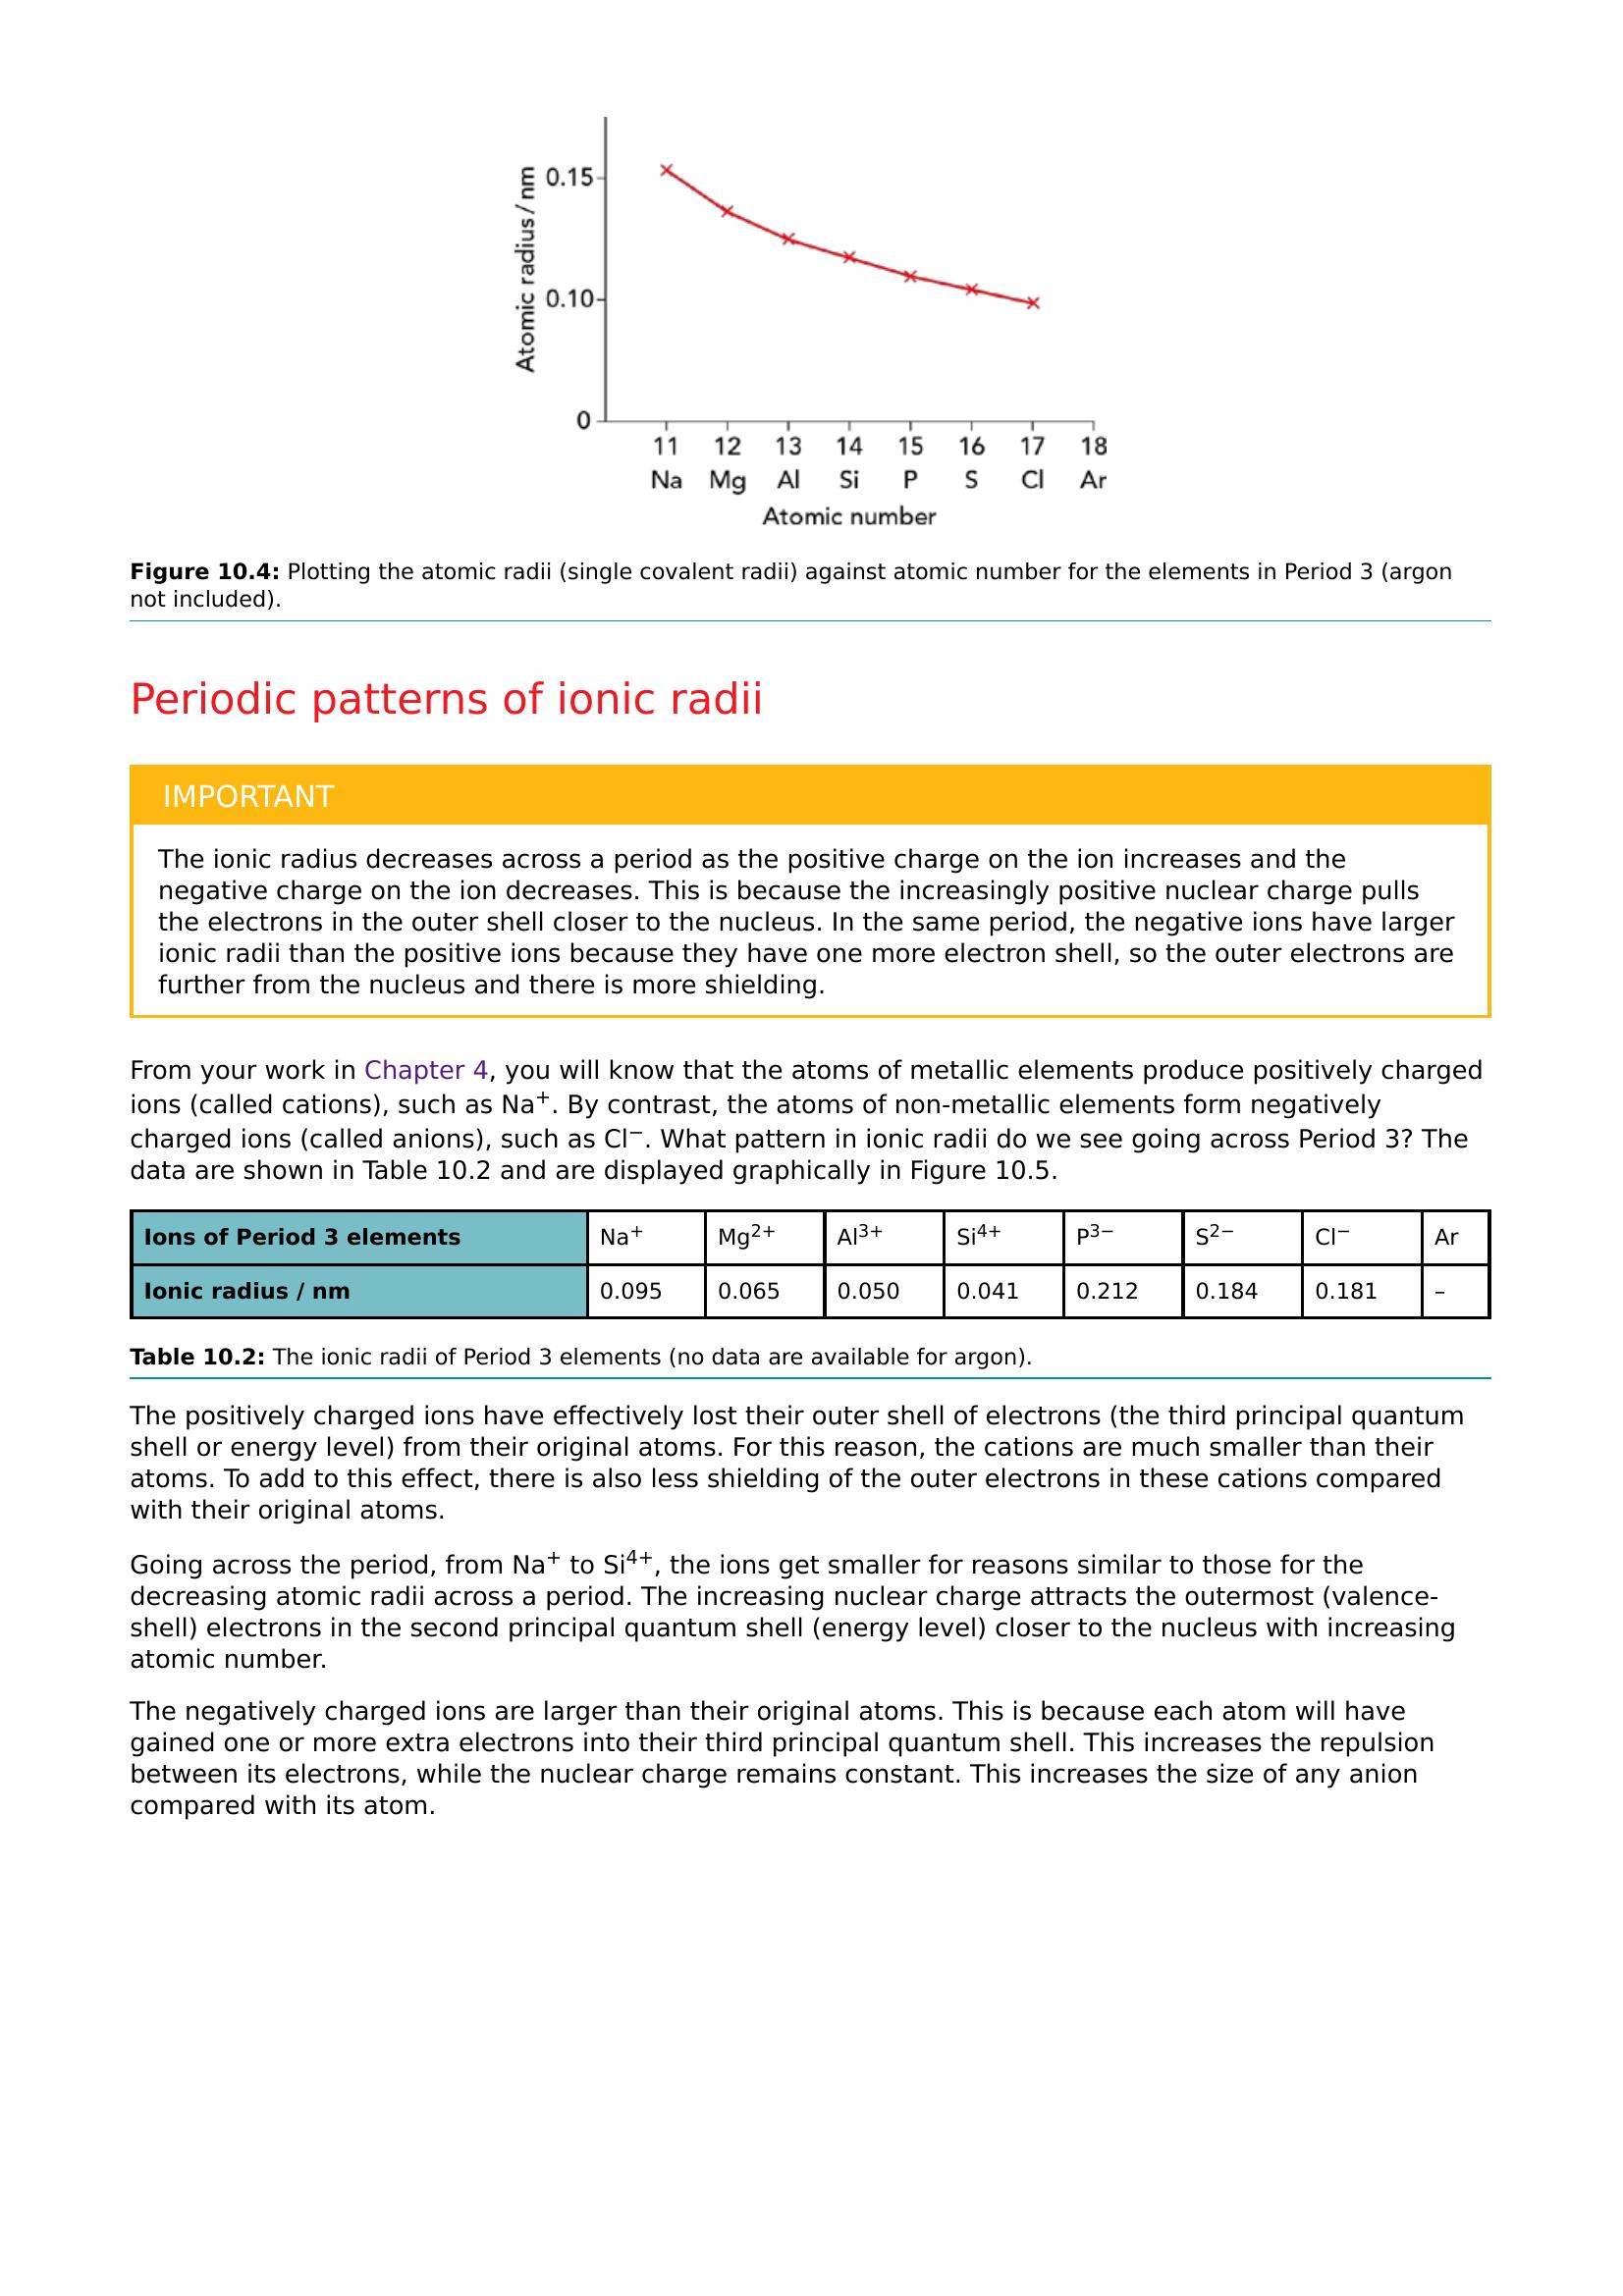 Atomic radius / nm
0.15
0.10
0
11 12 13 14 15 16 17 18
Na Mg Al Si P S Cl Ar
Atomic number
Figure 10.4: Plotting the atomic radii (single covalent radii) against atomic number for the elements in Period 3 (argon
not included).
Periodic patterns of ionic radii
IMPORTANT
The ionic radius decreases across a period as the positive charge on the ion increases and the
negative charge on the ion decreases. This is because the increasingly positive nuclear charge pulls
the electrons in the outer shell closer to the nucleus. In the same period, the negative ions have larger
ionic radii than the positive ions because they have one more electron shell, so the outer electrons are
further from the nucleus and there is more shielding.
From your work in Chapter 4, you will know that the atoms of metallic elements produce positively charged
ions (called cations), such as Na⁺. By contrast, the atoms of non-metallic elements form negatively
charged ions (called anions), such as Cl⁻. What pattern in ionic radii do we see going across Period 3? The
data are shown in Table 10.2 and are displayed graphically in Figure 10.5.
Ions of Period 3 elements Na⁺ Mg²⁺ Al³⁺ Si⁴⁺ P³⁻ S²⁻ Cl⁻ Ar
Ionic radius / nm 0.095 0.065 0.050 0.041 0.212 0.184 0.181 –
Table 10.2: The ionic radii of Period 3 elements (no data are available for argon).
The positively charged ions have effectively lost their outer shell of electrons (the third principal quantum
shell or energy level) from their original atoms. For this reason, the cations are much smaller than their
atoms. To add to this effect, there is also less shielding of the outer electrons in these cations compared
with their original atoms.
Going across the period, from Na⁺ to Si⁴⁺, the ions get smaller for reasons similar to those for the
decreasing atomic radii across a period. The increasing nuclear charge attracts the outermost (valence-
shell) electrons in the second principal quantum shell (energy level) closer to the nucleus with increasing
atomic number.
The negatively charged ions are larger than their original atoms. This is because each atom will have
gained one or more extra electrons into their third principal quantum shell. This increases the repulsion
between its electrons, while the nuclear charge remains constant. This increases the size of any anion
compared with its atom.